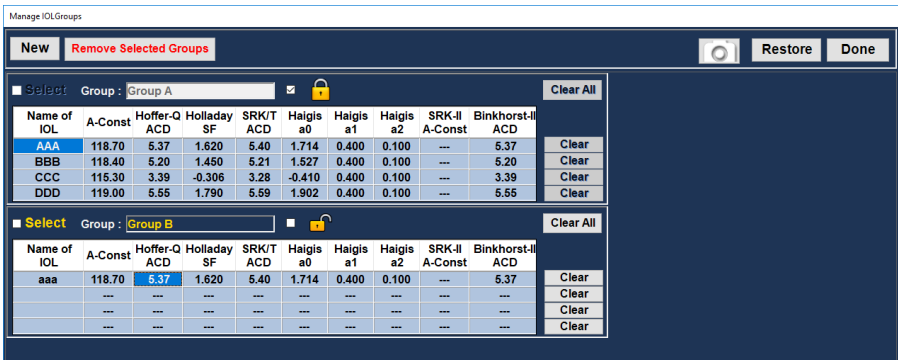 Manage IOLGroups
New Remove Selected Groups Restore Done
Select Group : Group A Clear All
Name of IOL A-Const Hoffer-Q ACD Holladay SF SRK/T ACD Haigis a0 Haigis a1 Haigis a2 SRK-II A-Const Binkhorst-II ACD
AAA 118.70 5.37 1.620 5.40 1.714 0.400 0.100 --- 5.37 Clear
BBB 118.40 5.20 1.450 5.21 1.527 0.400 0.100 --- 5.20 Clear
CCC 115.30 3.39 -0.306 3.28 -0.410 0.400 0.100 --- 3.39 Clear
DDD 119.00 5.55 1.790 5.59 1.902 0.400 0.100 --- 5.55 Clear
Select Group : Group B Clear All
Name of IOL A-Const Hoffer-Q ACD Holladay SF SRK/T ACD Haigis a0 Haigis a1 Haigis a2 SRK-II A-Const Binkhorst-II ACD
aaa 118.70 5.37 1.620 5.40 1.714 0.400 0.100 --- 5.37 Clear
--- --- --- --- --- --- --- --- --- --- Clear
--- --- --- --- --- --- --- --- --- --- Clear
--- --- --- --- --- --- --- --- --- --- Clear